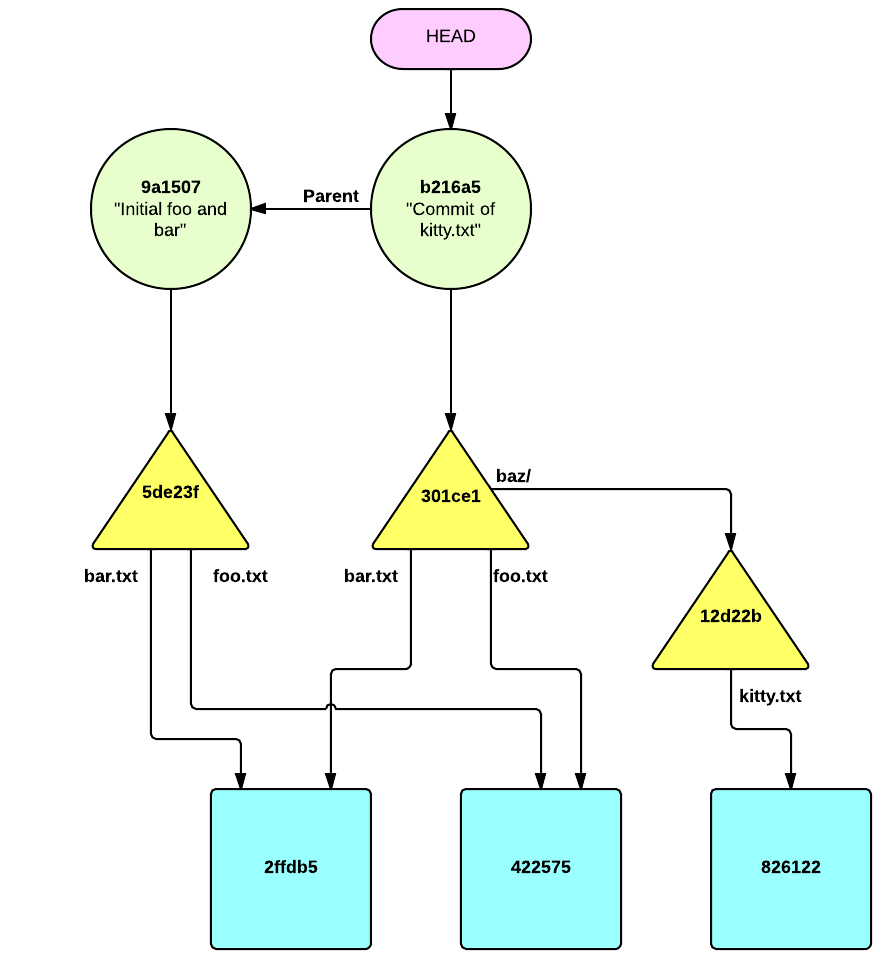 HEAD
9a1507
"Initial foo and
bar"
Parent
b216a5
"Commit of
kitty.txt"
5de23f
301ce1
baz/
bar.txt
foo.txt
bar.txt
foo.txt
12d22b
kitty.txt
2ffdb5
422575
826122